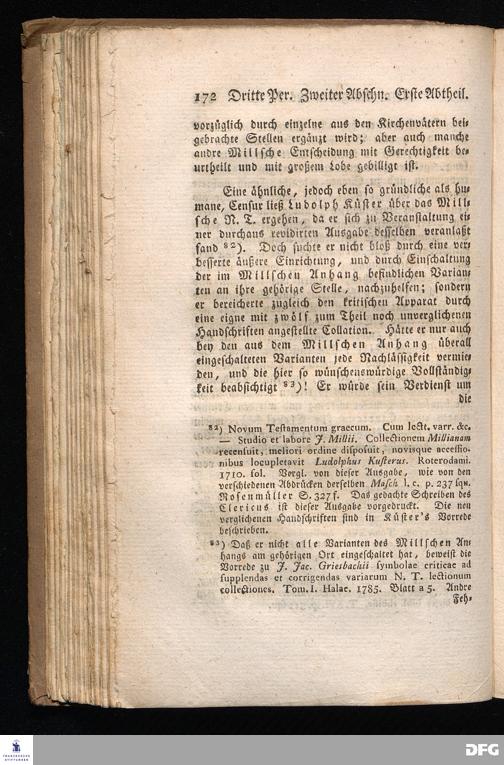 172 Dritte Per. Zweiter Abschn. Erste Abtheil.
vorzüglich durch einzelne aus den Kirchenvätern bei-
gebrachte Stellen ergänzt wird; aber auch manche
andre Millsche Entscheidung mit Gerechtigkeit be-
urtheilt und mit großem Lobe gebilligt ist.
Eine ähnliche, jedoch eben so gründliche als hu-
mane, Censur ließ Ludolph Küster über das Mill-
sche N. T. ergehen, da er sich zu Veranstaltung ei-
ner durchaus revidirten Ausgabe desselben veranlaßt
fand 82). Doch suchte er nicht bloß durch eine ver-
besserte äußere Einrichtung, und durch Einschaltung
der im Millschen Anhang befindlichen Varian-
ten an ihre gehörige Stelle, nachzuhelfen; sondern
er bereicherte zugleich den kritischen Apparat durch
eine eigne mit zwölf zum Theil noch unverglichenen
Handschriften angestellte Collation. Hätte er nur auch
bey den aus dem Millschen Anhang überall
eingeschalteten Varianten jede Nachlässigkeit vermie-
den, und die hier so wünschenswürdige Vollständig-
keit beabsichtigt 83)! Er würde sein Verdienst um
die
82) Novum Testamentum graecum. Cum lectt. varr. &c.
— Studio et labore J. Millii. Collectionem Millianam
recensuit, meliori ordine disposuit, novisque accessio-
nibus locupletavit Ludolphus Kusterus. Roterodami.
1710. fol. Vergl. von dieser Ausgabe, wie von den
verschiedenen Abdrücken derselben Masch l. c. p. 237. sqn.
Rosenmüller S. 327 f. Das gedachte Schreiben des
Clericus ist dieser Ausgabe vorgedruckt. Die neu
verglichenen Handschriften sind in Küster's Vorrede
beschrieben.
83) Daß er nicht alle Varianten des Millschen An-
hangs am gehörigen Ort eingeschaltet hat, beweist die
Vorrede zu J. Jac. Griesbachii symbolae criticae ad
supplendas et corrigendas variarum N. T. lectionum
collectiones. Tom. I. Halae. 1785. Blatt a 5. Andre
Feh-
FRANCKESCHE
STIFTUNGEN
DFG